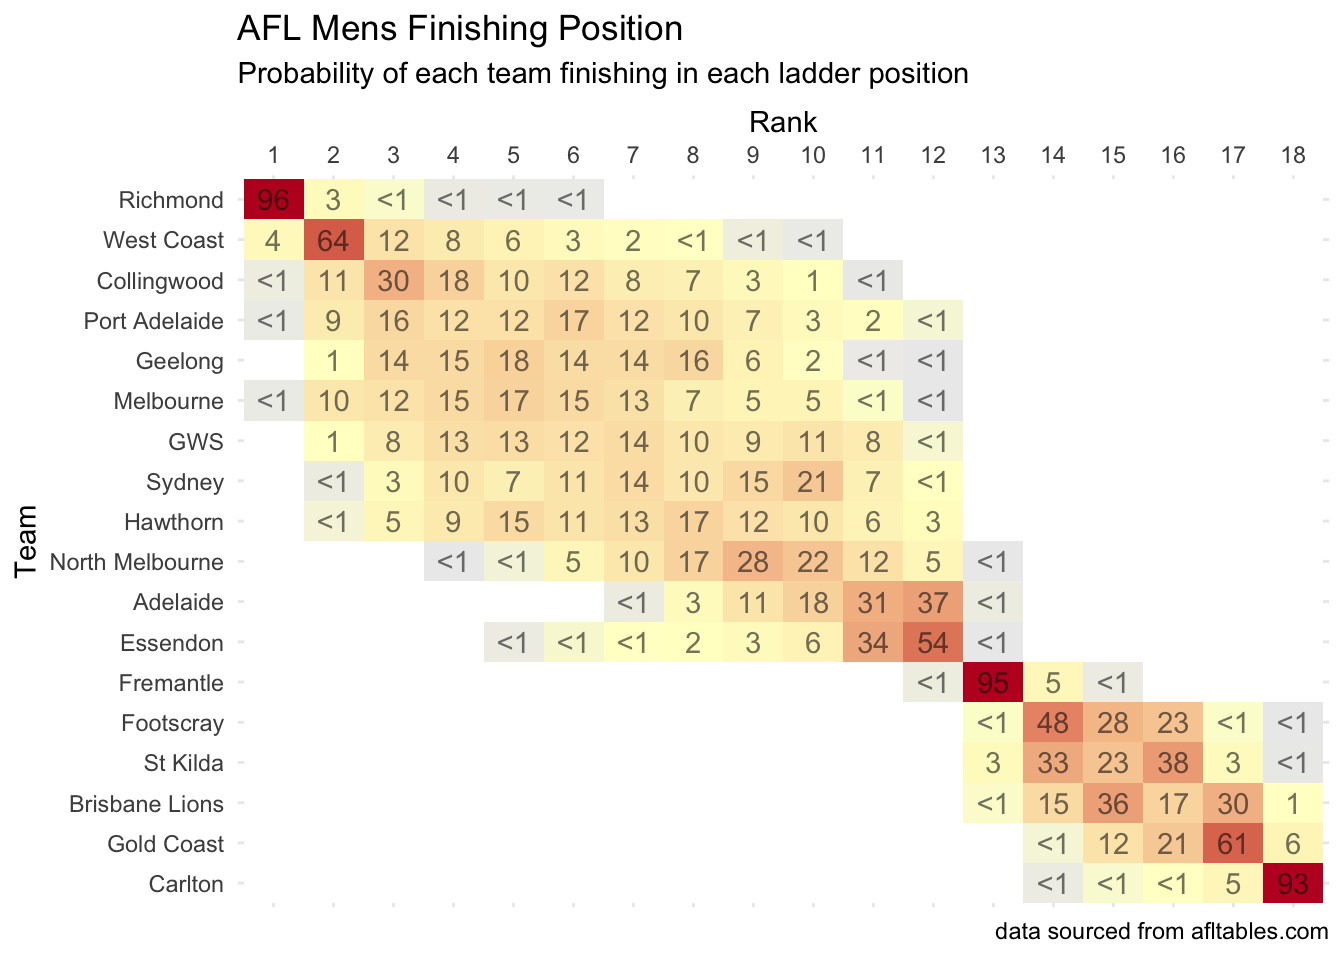 AFL Mens Finishing Position
Probability of each team finishing in each ladder position
Rank
1 2 3 4 5 6 7 8 9 10 11 12 13 14 15 16 17 18
Team
Richmond 96 3 <1 <1 <1 <1
West Coast 4 64 12 8 6 3 2 <1 <1 <1
Collingwood <1 11 30 18 10 12 8 7 3 1 <1
Port Adelaide <1 9 16 12 12 17 12 10 7 3 2 <1
Geelong 1 14 15 18 14 14 16 6 2 <1 <1
Melbourne <1 10 12 15 17 15 13 7 5 5 <1 <1
GWS 1 8 13 13 12 14 10 9 11 8 <1
Sydney <1 3 10 7 11 14 10 15 21 7 <1
Hawthorn <1 5 9 15 11 13 17 12 10 6 3
North Melbourne <1 <1 5 10 17 28 22 12 5 <1
Adelaide <1 3 11 18 31 37 <1
Essendon <1 <1 <1 2 3 6 34 54 <1
Fremantle <1 95 5 <1
Footscray <1 48 28 23 <1 <1
St Kilda 3 33 23 38 3 <1
Brisbane Lions <1 15 36 17 30 1
Gold Coast <1 12 21 61 6
Carlton <1 <1 <1 5 93
data sourced from afltables.com